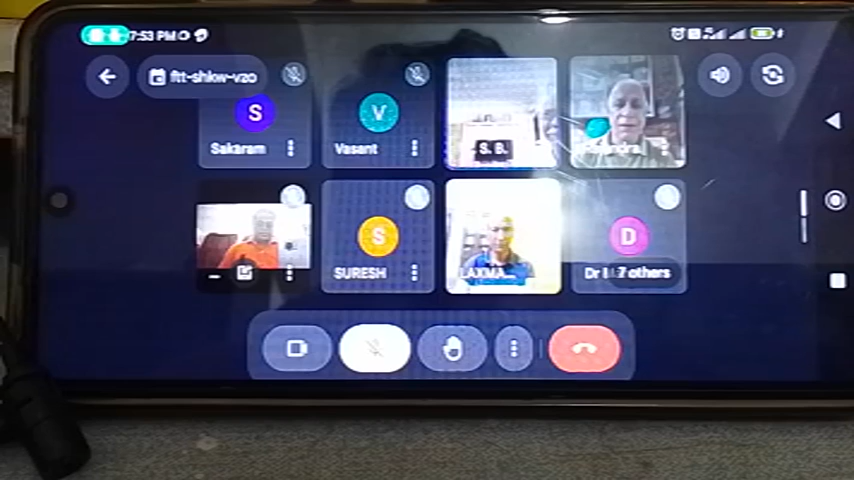 7:53 PM
ftt-shkw-vzo
S
Sakaram
V
Vasant
S. B.
S
SURESH
LAXMA...
D
Dr 7 others